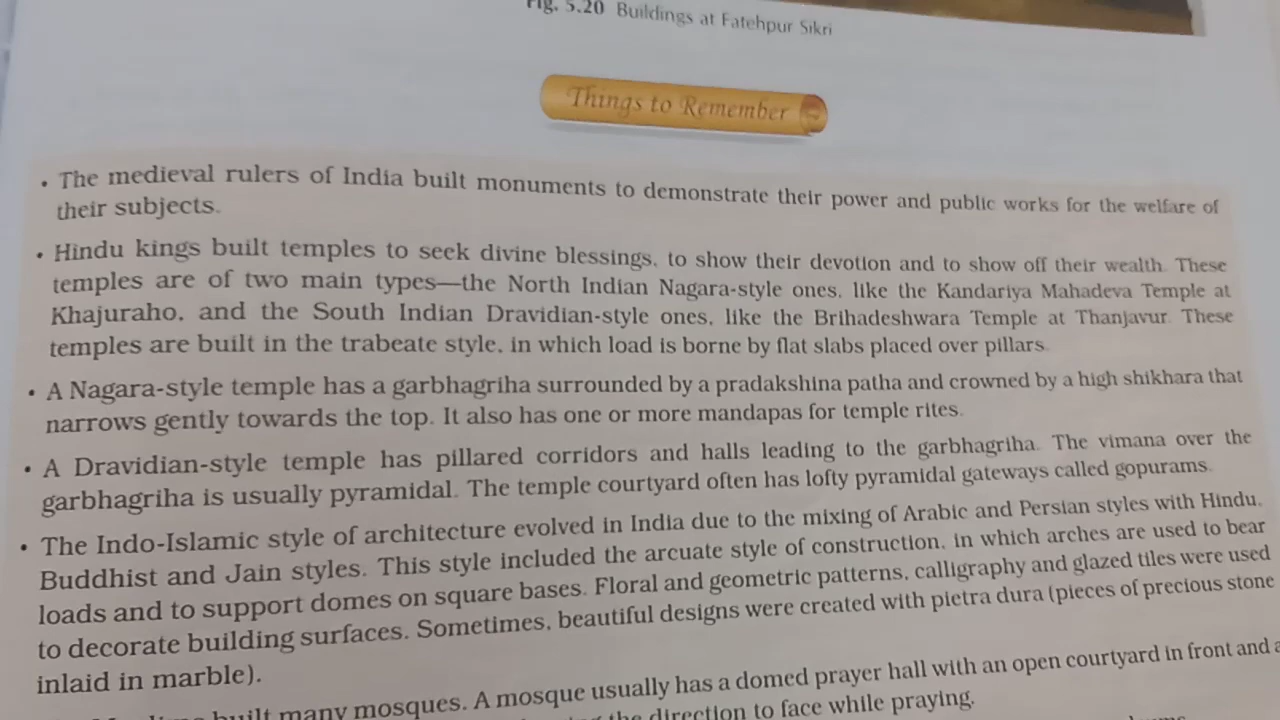 Fig. 5.20 Buildings at Fatehpur Sikri
Things to Remember
• The medieval rulers of India built monuments to demonstrate their power and public works for the welfare of
their subjects.
• Hindu kings built temples to seek divine blessings, to show their devotion and to show off their wealth. These
temples are of two main types—the North Indian Nagara-style ones, like the Kandariya Mahadeva Temple at
Khajuraho, and the South Indian Dravidian-style ones, like the Brihadeshwara Temple at Thanjavur. These
temples are built in the trabeate style, in which load is borne by flat slabs placed over pillars.
• A Nagara-style temple has a garbhagriha surrounded by a pradakshina patha and crowned by a high shikhara that
narrows gently towards the top. It also has one or more mandapas for temple rites.
• A Dravidian-style temple has pillared corridors and halls leading to the garbhagriha. The vimana over the
garbhagriha is usually pyramidal. The temple courtyard often has lofty pyramidal gateways called gopurams.
• The Indo-Islamic style of architecture evolved in India due to the mixing of Arabic and Persian styles with Hindu,
Buddhist and Jain styles. This style included the arcuate style of construction, in which arches are used to bear
loads and to support domes on square bases. Floral and geometric patterns, calligraphy and glazed tiles were used
to decorate building surfaces. Sometimes, beautiful designs were created with pietra dura (pieces of precious stone
inlaid in marble).
built many mosques. A mosque usually has a domed prayer hall with an open courtyard in front and a
the direction to face while praying.